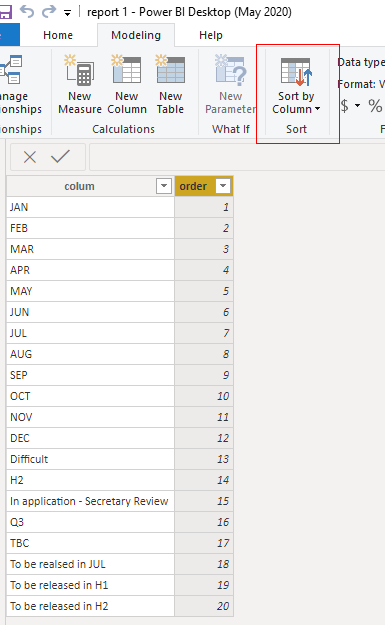 report 1 - Power BI Desktop (May 2020)
Home Modeling Help
New New New New Sort by Data type
Measure Column Table Parameter Column Format:
$ %
Calculations What If Sort
colum order
JAN 1
FEB 2
MAR 3
APR 4
MAY 5
JUN 6
JUL 7
AUG 8
SEP 9
OCT 10
NOV 11
DEC 12
Difficult 13
H2 14
In application - Secretary Review 15
Q3 16
TBC 17
To be realsed in JUL 18
To be released in H1 19
To be released in H2 20